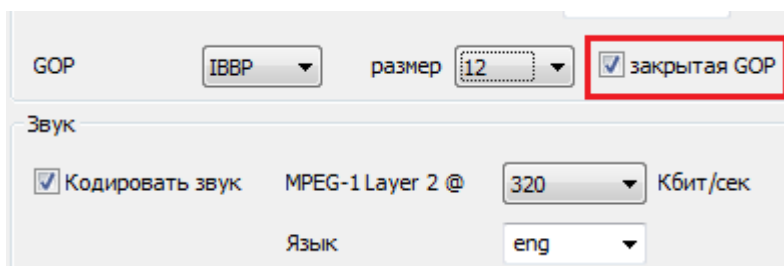 GOP IBBP размер 12 закрытая GOP
Звук
Кодировать звук MPEG-1 Layer 2 @ 320 Кбит/сек
Язык eng